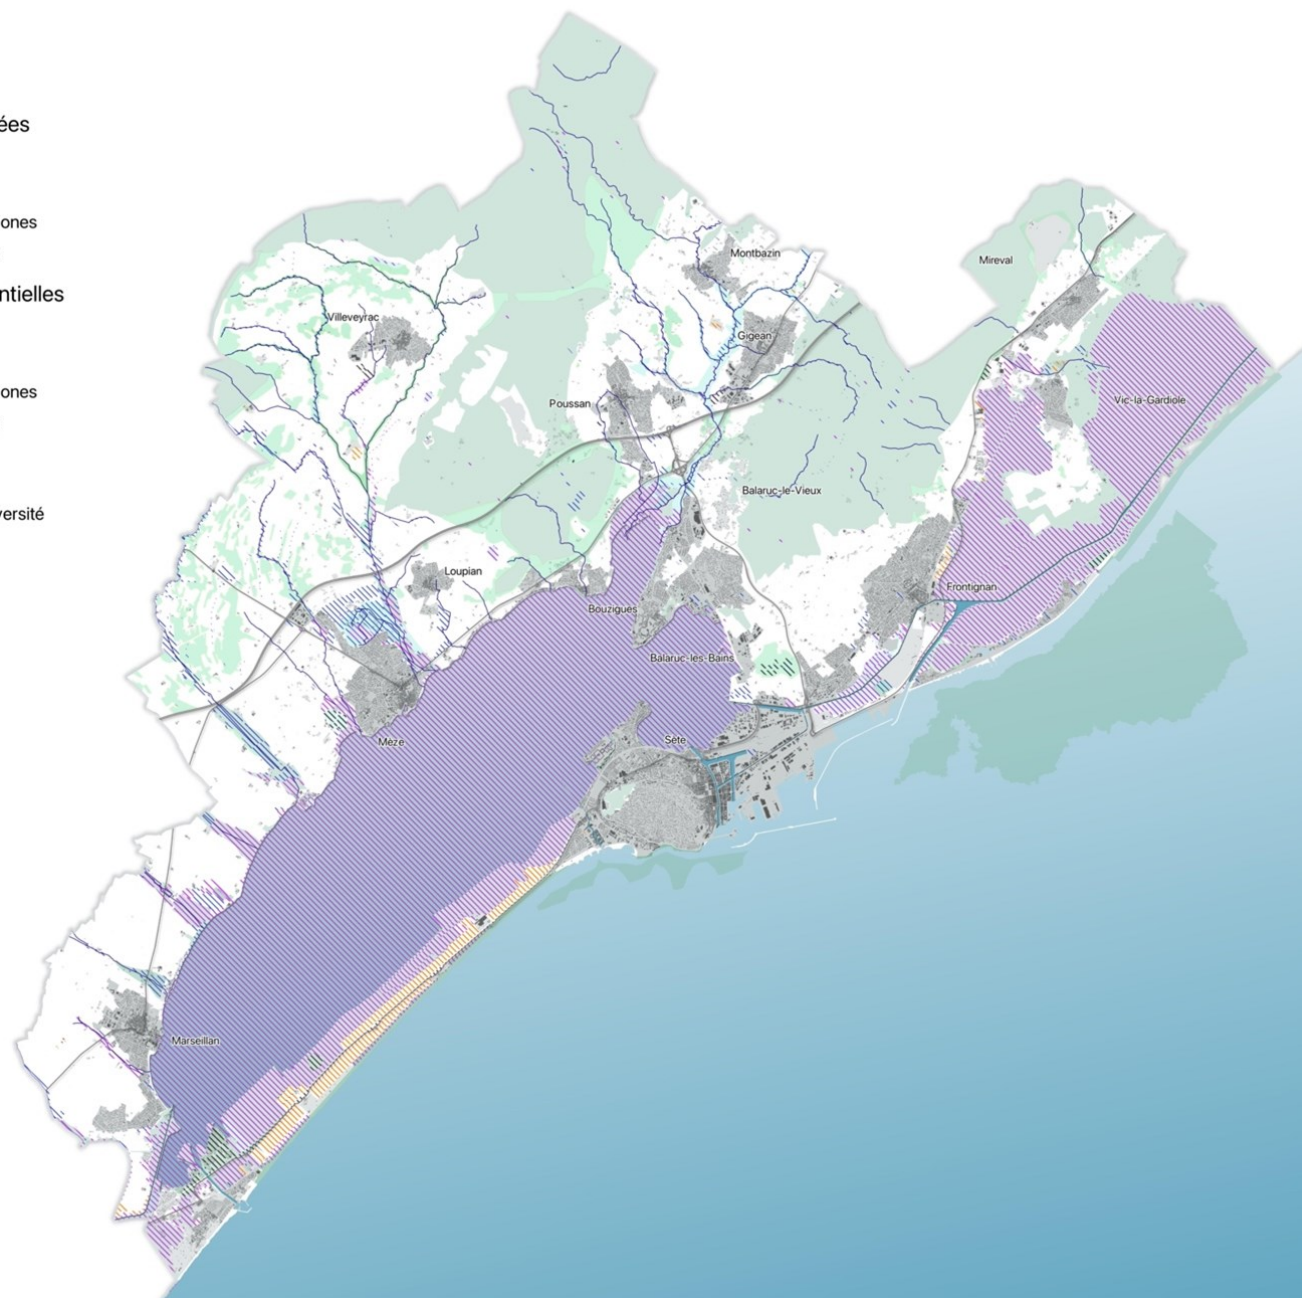 ées
ones
ntielles
ones
versité
Montbazin
Mireval
Villeveyrac
Gigean
Poussan
Vic-la-Gardiole
Balaruc-le-Vieux
Loupian
Frontignan
Bouzigues
Balaruc-les-Bains
Sète
Mèze
Marseillan